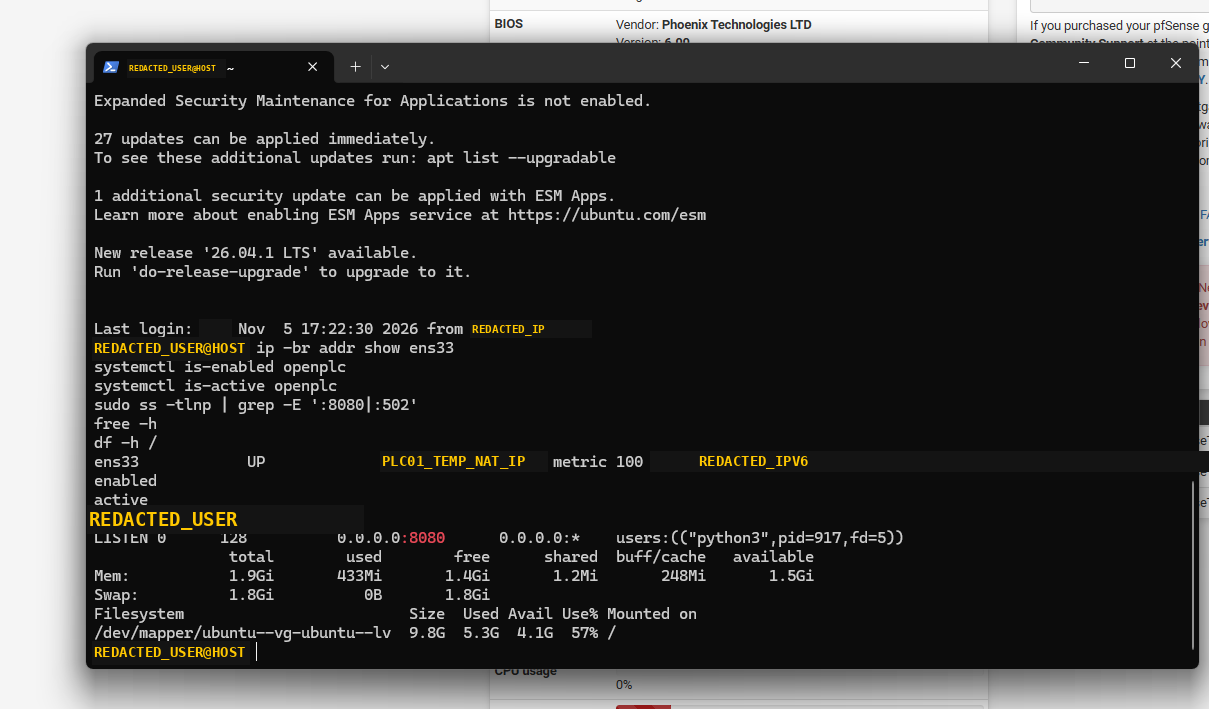 BIOS
Vendor: Phoenix Technologies LTD
Version: 6.00
If you purchased your pfSense g
Community Support at the point
REDACTED_USER@HOST ~
Expanded Security Maintenance for Applications is not enabled.
27 updates can be applied immediately.
To see these additional updates run: apt list --upgradable
1 additional security update can be applied with ESM Apps.
Learn more about enabling ESM Apps service at https://ubuntu.com/esm
New release '26.04.1 LTS' available.
Run 'do-release-upgrade' to upgrade to it.
Last login: Nov  5 17:22:30 2026 from REDACTED_IP
REDACTED_USER@HOST ip -br addr show ens33
systemctl is-enabled openplc
systemctl is-active openplc
sudo ss -tlnp | grep -E ':8080|:502'
free -h
df -h /
ens33 UP PLC01_TEMP_NAT_IP metric 100 REDACTED_IPV6
enabled
active
REDACTED_USER
LISTEN 0 128 0.0.0.0:8080 0.0.0.0:* users:(("python3",pid=917,fd=5))
total used free shared buff/cache available
Mem: 1.9Gi 433Mi 1.4Gi 1.2Mi 248Mi 1.5Gi
Swap: 1.8Gi 0B 1.8Gi
Filesystem Size Used Avail Use% Mounted on
/dev/mapper/ubuntu--vg-ubuntu--lv 9.8G 5.3G 4.1G 57% /
REDACTED_USER@HOST
CPU usage
0%